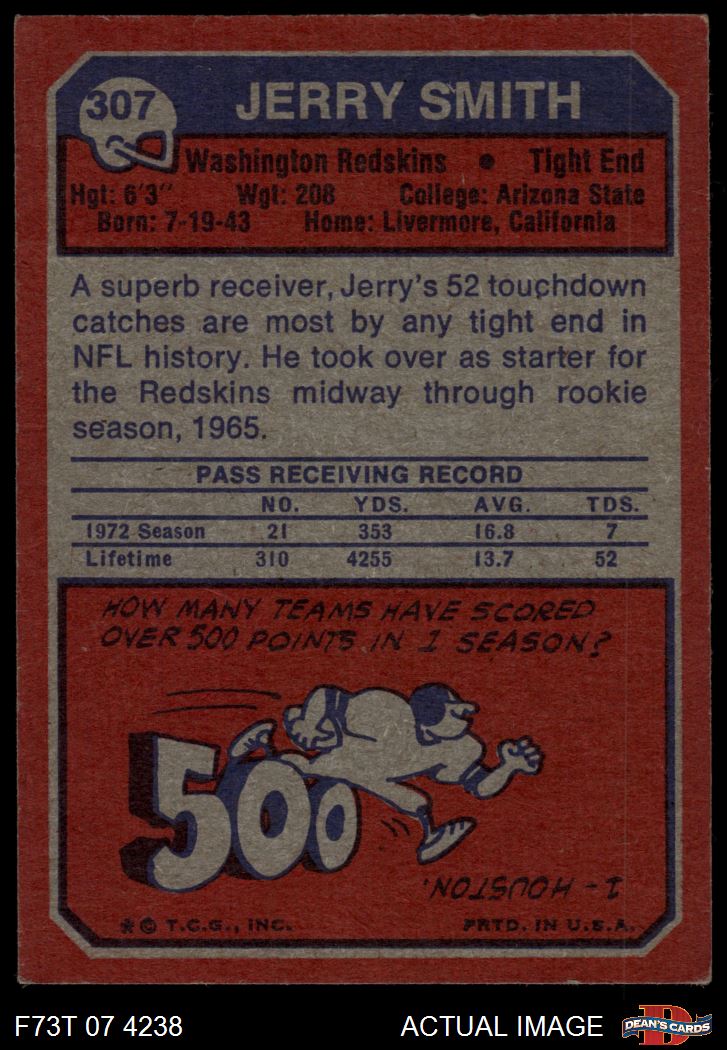 307
JERRY SMITH
Washington Redskins • Tight End
Hgt: 6'3" Wgt: 208 College: Arizona State
Born: 7-19-43 Home: Livermore, California
A superb receiver, Jerry's 52 touchdown
catches are most by any tight end in
NFL history. He took over as starter for
the Redskins midway through rookie
season, 1965.
PASS RECEIVING RECORD
NO. YDS. AVG. TDS.
1972 Season 21 353 16.8 7
Lifetime 310 4255 13.7 52
HOW MANY TEAMS HAVE SCORED
OVER 500 POINTS IN 1 SEASON?
500
1 - HOUSTON.
* © T.C.G., INC. PRTD. IN U.S.A.
F73T 07 4238 ACTUAL IMAGE
D
DEAN'S CARDS